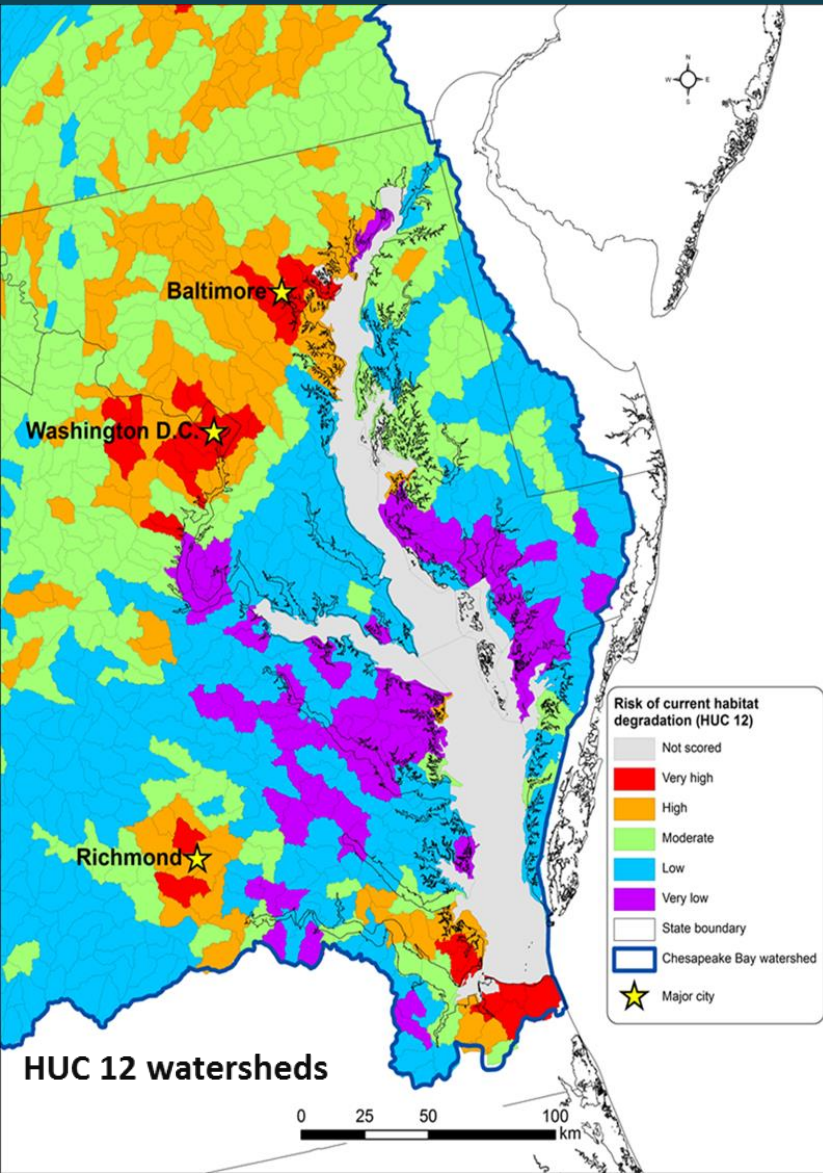 N
W E
S
Baltimore
Washington D.C.
Richmond
Risk of current habitat
degradation (HUC 12)
Not scored
Very high
High
Moderate
Low
Very low
State boundary
Chesapeake Bay watershed
Major city
HUC 12 watersheds
0 25 50 100
km